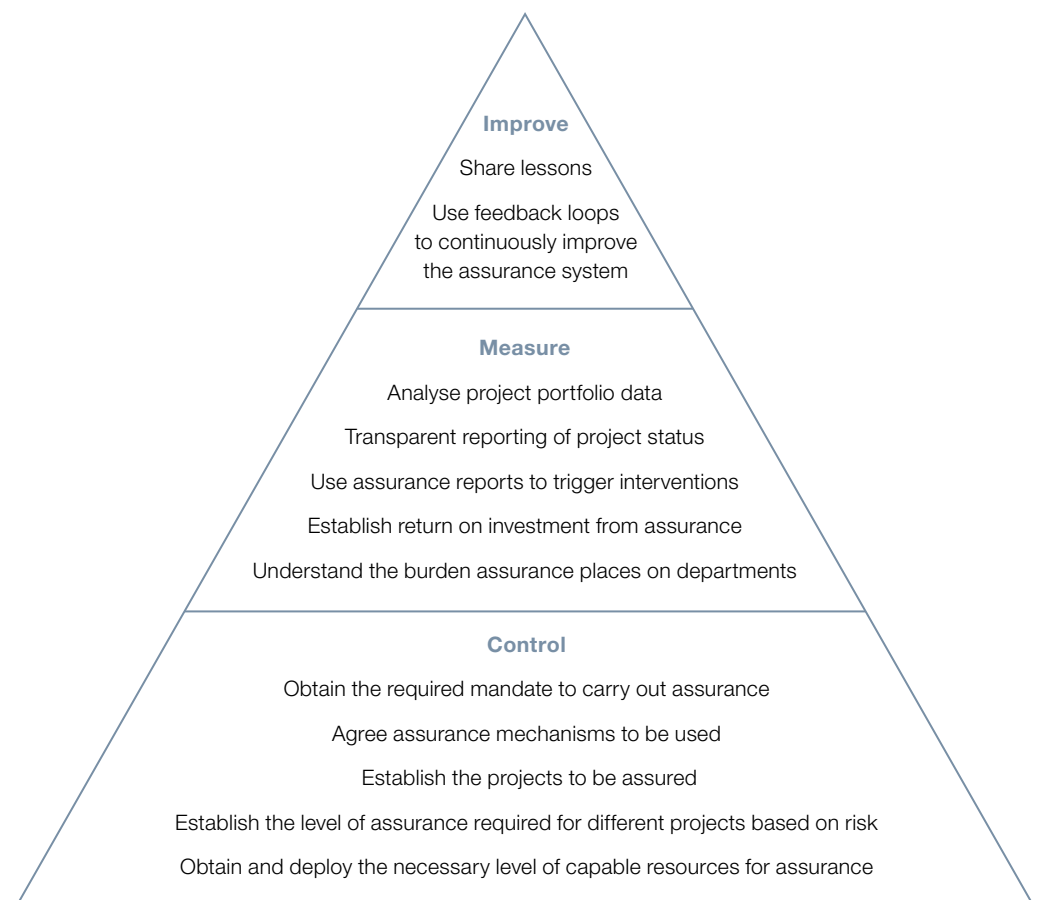 Improve
Share lessons
Use feedback loops
to continuously improve
the assurance system
Measure
Analyse project portfolio data
Transparent reporting of project status
Use assurance reports to trigger interventions
Establish return on investment from assurance
Understand the burden assurance places on departments
Control
Obtain the required mandate to carry out assurance
Agree assurance mechanisms to be used
Establish the projects to be assured
Establish the level of assurance required for different projects based on risk
Obtain and deploy the necessary level of capable resources for assurance